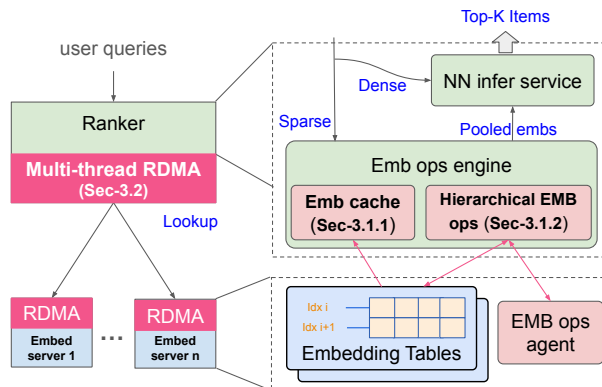 Top-K Items
user queries
Dense
NN infer service
Ranker
Sparse
Pooled embs
Multi-thread RDMA
(Sec-3.2)
Emb ops engine
Emb cache
(Sec-3.1.1)
Hierarchical EMB
ops (Sec-3.1.2)
Lookup
RDMA
Embed
server 1
...
RDMA
Embed
server n
Idx i
Idx i+1
Embedding Tables
EMB ops
agent